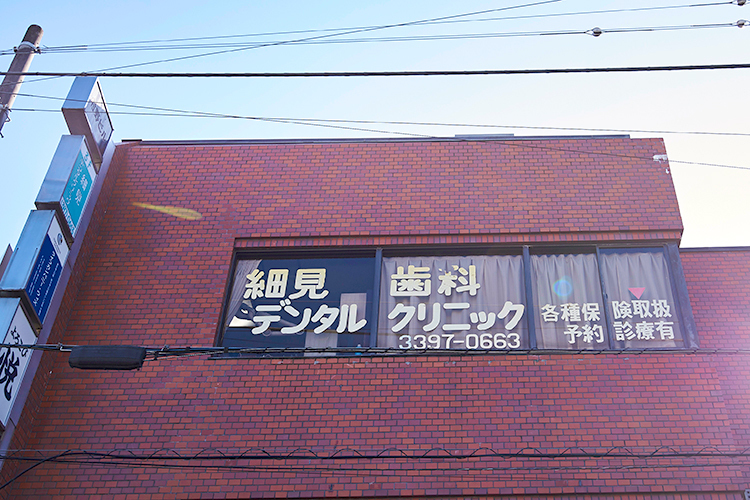 細見 歯科
デンタル クリニック
3397-0663
各種保険取扱
予約診療有
悦